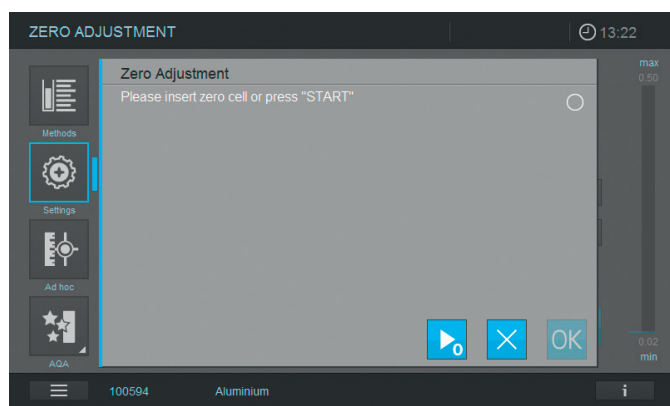 ZERO ADJUSTMENT
13:22
Zero Adjustment
Please insert zero cell or press "START"
max
0.50
Methods
Settings
Ad hoc
AQA
0
OK
0.02
min
100594 Aluminium
i